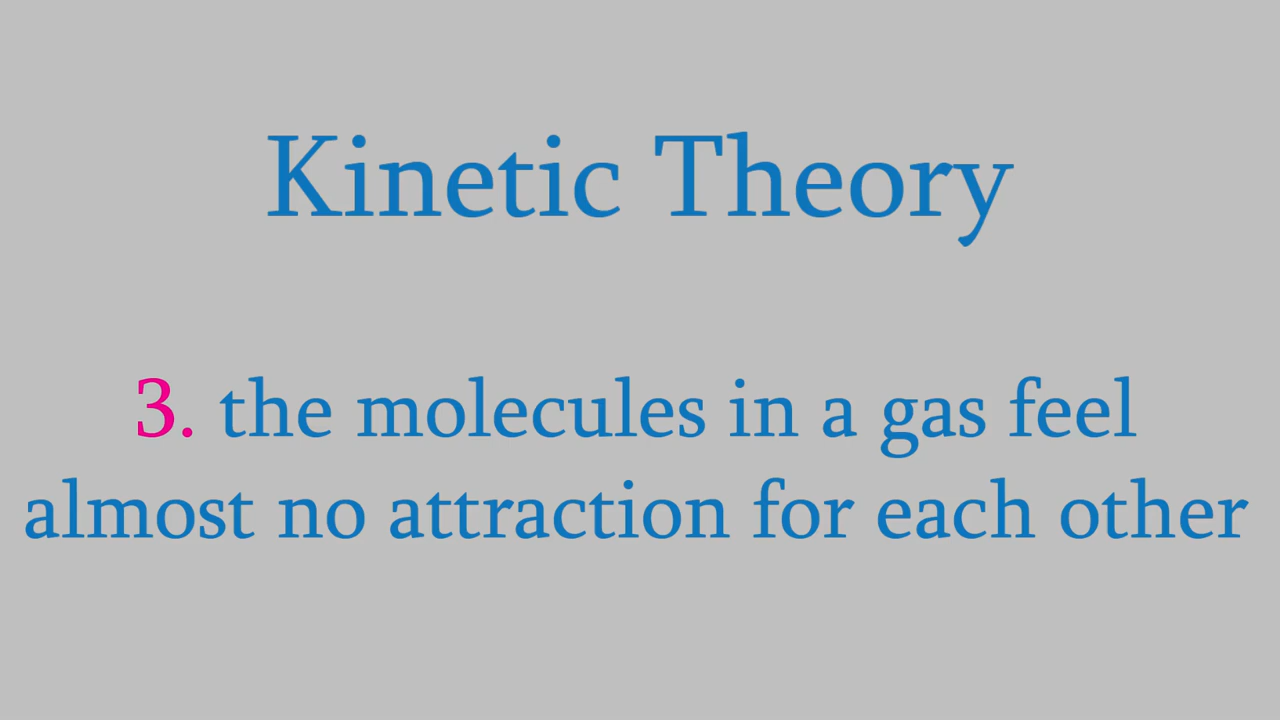 Kinetic Theory
3. the molecules in a gas feel
almost no attraction for each other